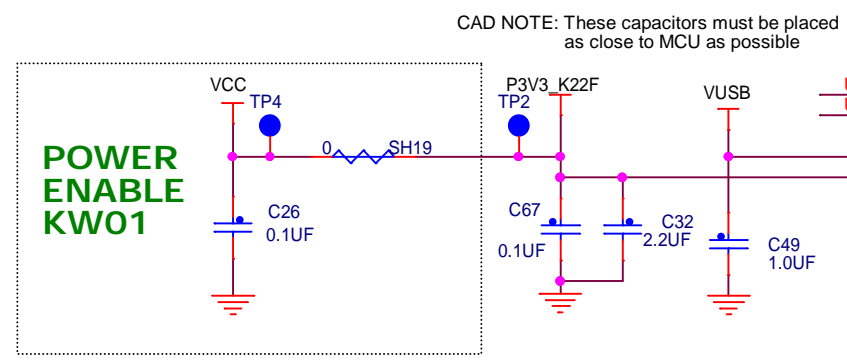 CAD NOTE: These capacitors must be placed
as close to MCU as possible
VCC
TP4
P3V3_K22F
TP2
VUSB
0
SH19
POWER
ENABLE
KW01
C26
0.1UF
C67
0.1UF
C32
2.2UF
C49
1.0UF